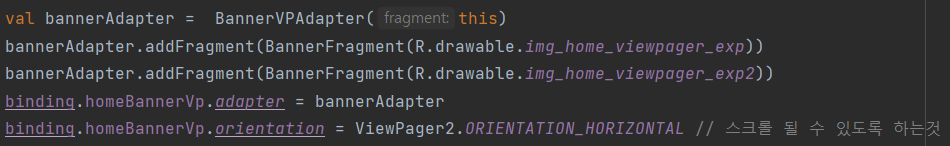 val bannerAdapter =  BannerVPAdapter( fragment: this)
bannerAdapter.addFragment(BannerFragment(R.drawable.img_home_viewpager_exp))
bannerAdapter.addFragment(BannerFragment(R.drawable.img_home_viewpager_exp2))
binding.homeBannerVp.adapter = bannerAdapter
binding.homeBannerVp.orientation = ViewPager2.ORIENTATION_HORIZONTAL // 스크롤 될 수 있도록 하는것